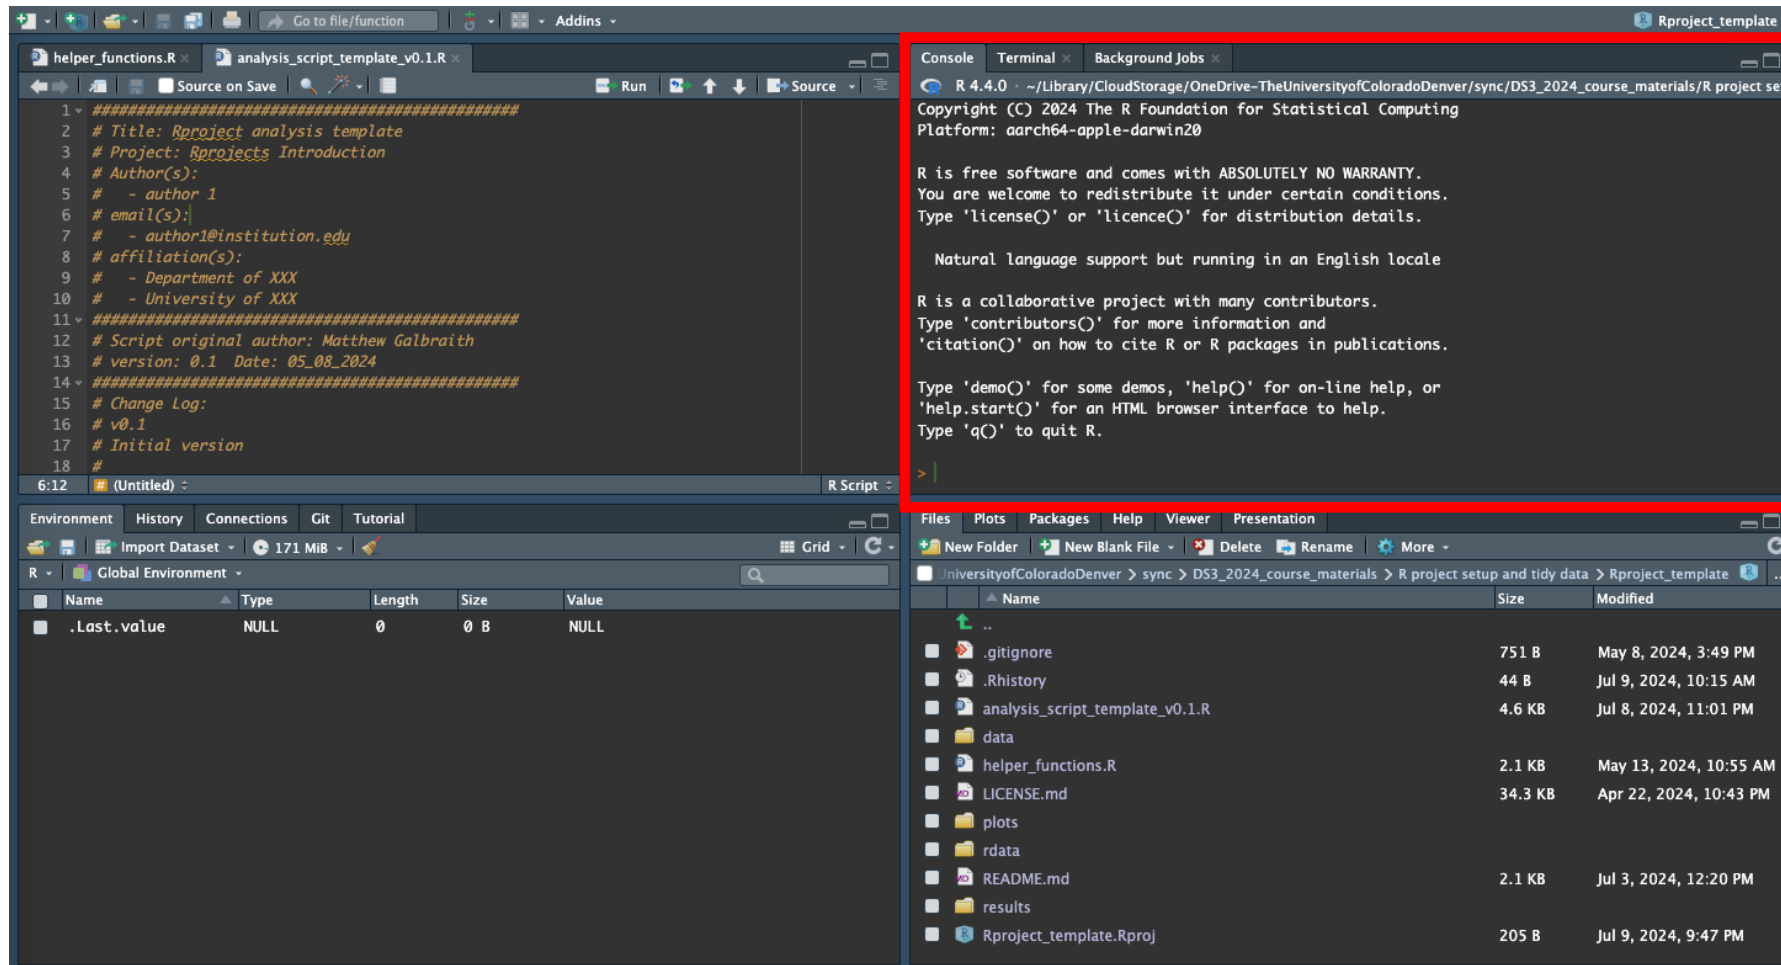 Go to file/function
Addins
Rproject_template
helper_functions.R
analysis_script_template_v0.1.R
Source on Save
Run
Source
1 ################################################
2 # Title: Rproject analysis template
3 # Project: Rprojects Introduction
4 # Author(s):
5 #   - author 1
6 # email(s):
7 #   - author1@institution.edu
8 # affiliation(s):
9 #   - Department of XXX
10 #   - University of XXX
11 ################################################
12 # Script original author: Matthew Galbraith
13 # version: 0.1  Date: 05_08_2024
14 ################################################
15 # Change Log:
16 # v0.1
17 # Initial version
18 #
6:12 # (Untitled) R Script
Console Terminal Background Jobs
R 4.4.0 · ~/Library/CloudStorage/OneDrive-TheUniversityofColoradoDenver/sync/DS3_2024_course_materials/R project se
Copyright (C) 2024 The R Foundation for Statistical Computing
Platform: aarch64-apple-darwin20
R is free software and comes with ABSOLUTELY NO WARRANTY.
You are welcome to redistribute it under certain conditions.
Type 'license()' or 'licence()' for distribution details.
Natural language support but running in an English locale
R is a collaborative project with many contributors.
Type 'contributors()' for more information and
'citation()' on how to cite R or R packages in publications.
Type 'demo()' for some demos, 'help()' for on-line help, or
'help.start()' for an HTML browser interface to help.
Type 'q()' to quit R.
>
Environment History Connections Git Tutorial
Import Dataset 171 MiB Grid
R Global Environment
Name Type Length Size Value
.Last.value NULL 0 0 B NULL
Files Plots Packages Help Viewer Presentation
New Folder New Blank File Delete Rename More
UniversityofColoradoDenver > sync > DS3_2024_course_materials > R project setup and tidy data > Rproject_template ..
Name Size Modified
..
.gitignore 751 B May 8, 2024, 3:49 PM
.Rhistory 44 B Jul 9, 2024, 10:15 AM
analysis_script_template_v0.1.R 4.6 KB Jul 8, 2024, 11:01 PM
data
helper_functions.R 2.1 KB May 13, 2024, 10:55 AM
LICENSE.md 34.3 KB Apr 22, 2024, 10:43 PM
plots
rdata
README.md 2.1 KB Jul 3, 2024, 12:20 PM
results
Rproject_template.Rproj 205 B Jul 9, 2024, 9:47 PM